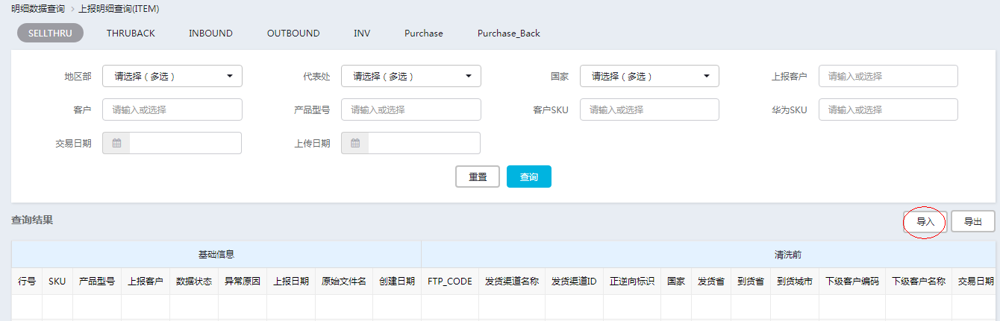 明细数据查询 > 上报明细查询(ITEM)
SELLTHRU THRUBACK INBOUND OUTBOUND INV Purchase Purchase_Back
地区部 请选择（多选） 代表处 请选择（多选） 国家 请选择（多选） 上报客户 请输入或选择
客户 请输入或选择 产品型号 请输入或选择 客户SKU 请输入或选择 华为SKU 请输入或选择
交易日期 上传日期
重置 查询
查询结果 导入 导出
基础信息 清洗前
行号 SKU 产品型号 上报客户 数据状态 异常原因 上报日期 原始文件名 创建日期 FTP_CODE 发货渠道名称 发货渠道ID 正逆向标识 国家 发货省 到货省 到货城市 下级客户编码 下级客户名称 交易日期